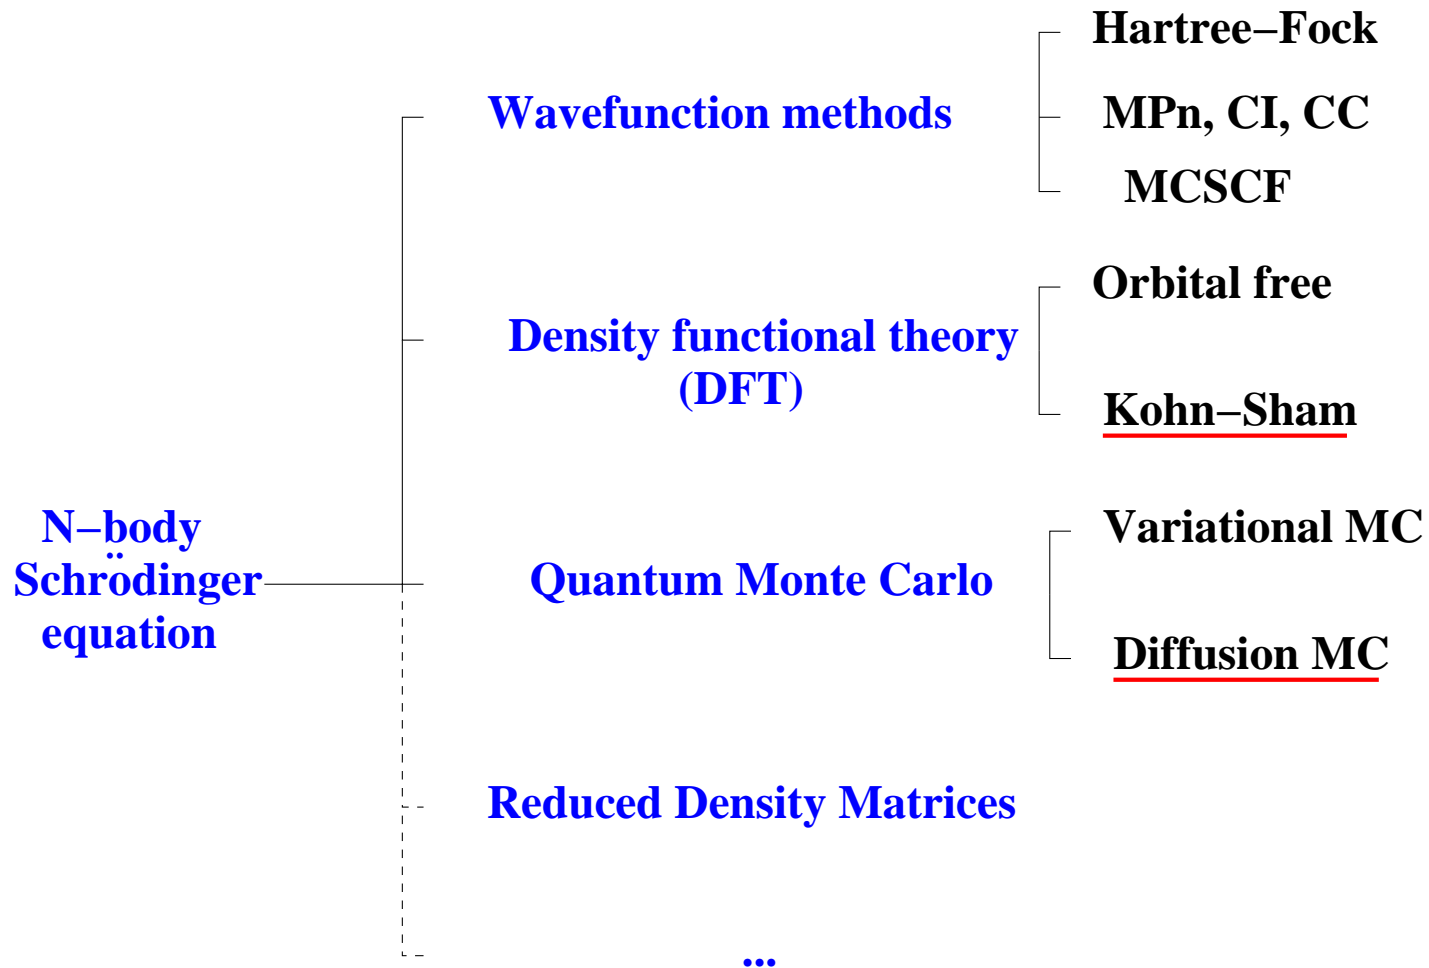 Hartree–Fock
Wavefunction methods
MPn, CI, CC
MCSCF
Orbital free
Density functional theory
(DFT)
Kohn–Sham
N–body
Schrödinger
equation
Variational MC
Quantum Monte Carlo
Diffusion MC
Reduced Density Matrices
...